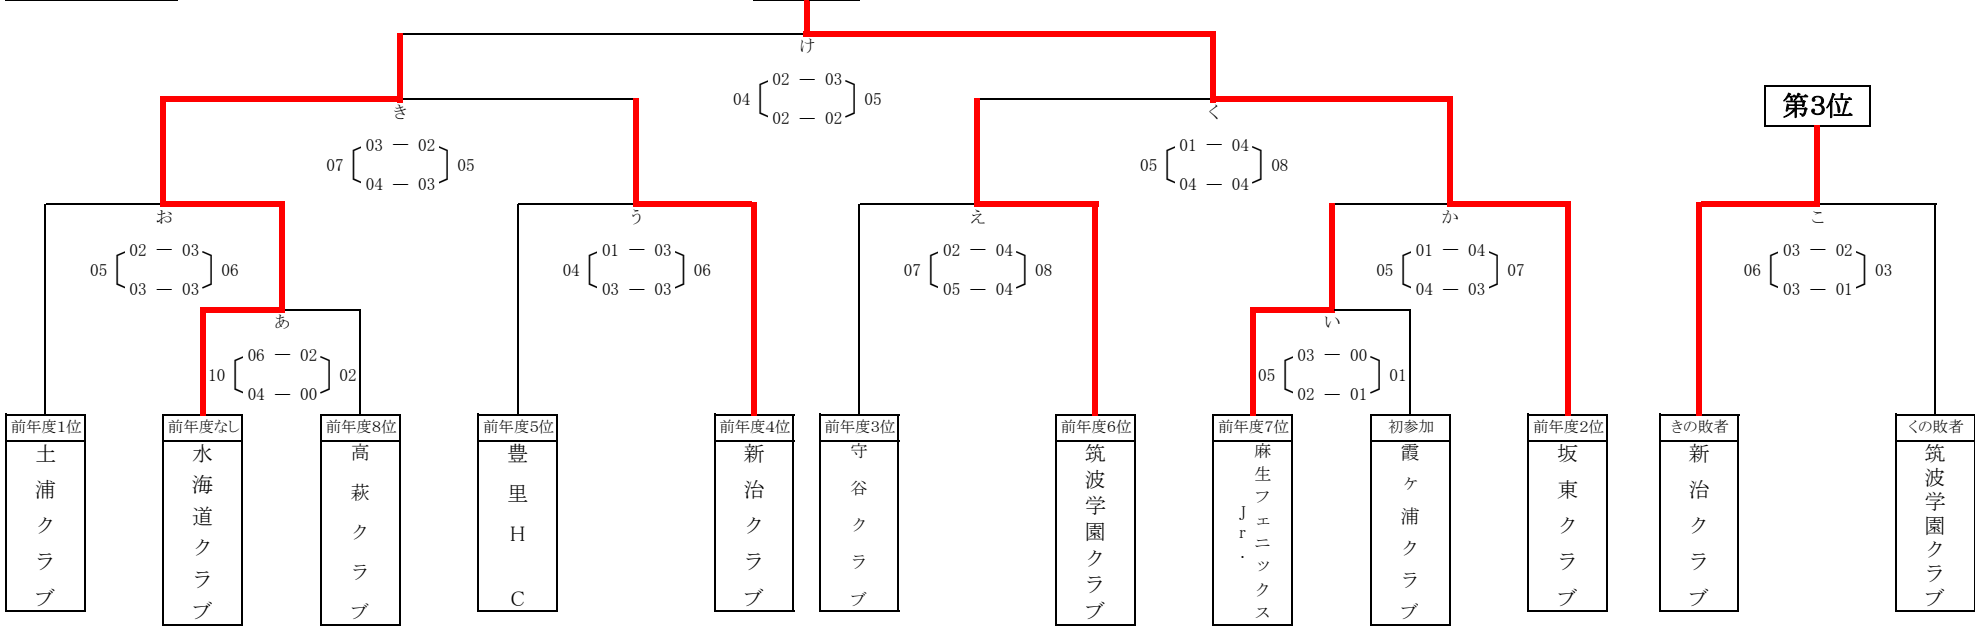 け
02 — 03
04 05
02 — 02
き
03 — 02
07 05
04 — 03
く
01 — 04
05 08
04 — 04
第3位
お
02 — 03
05 06
03 — 03
う
01 — 03
04 06
03 — 03
え
02 — 04
07 08
05 — 04
か
01 — 04
05 07
04 — 03
こ
03 — 02
06 03
03 — 01
あ
06 — 02
10 02
04 — 00
い
03 — 00
05 01
02 — 01
前年度1位
土浦クラブ
前年度なし
水海道クラブ
前年度8位
高萩クラブ
前年度5位
豊里H C
前年度4位
新治クラブ
前年度3位
守谷クラブ
前年度6位
筑波学園クラブ
前年度7位
麻生フェニックス
Jr.
初参加
霞ヶ浦クラブ
前年度2位
坂東クラブ
きの敗者
新治クラブ
くの敗者
筑波学園クラブ